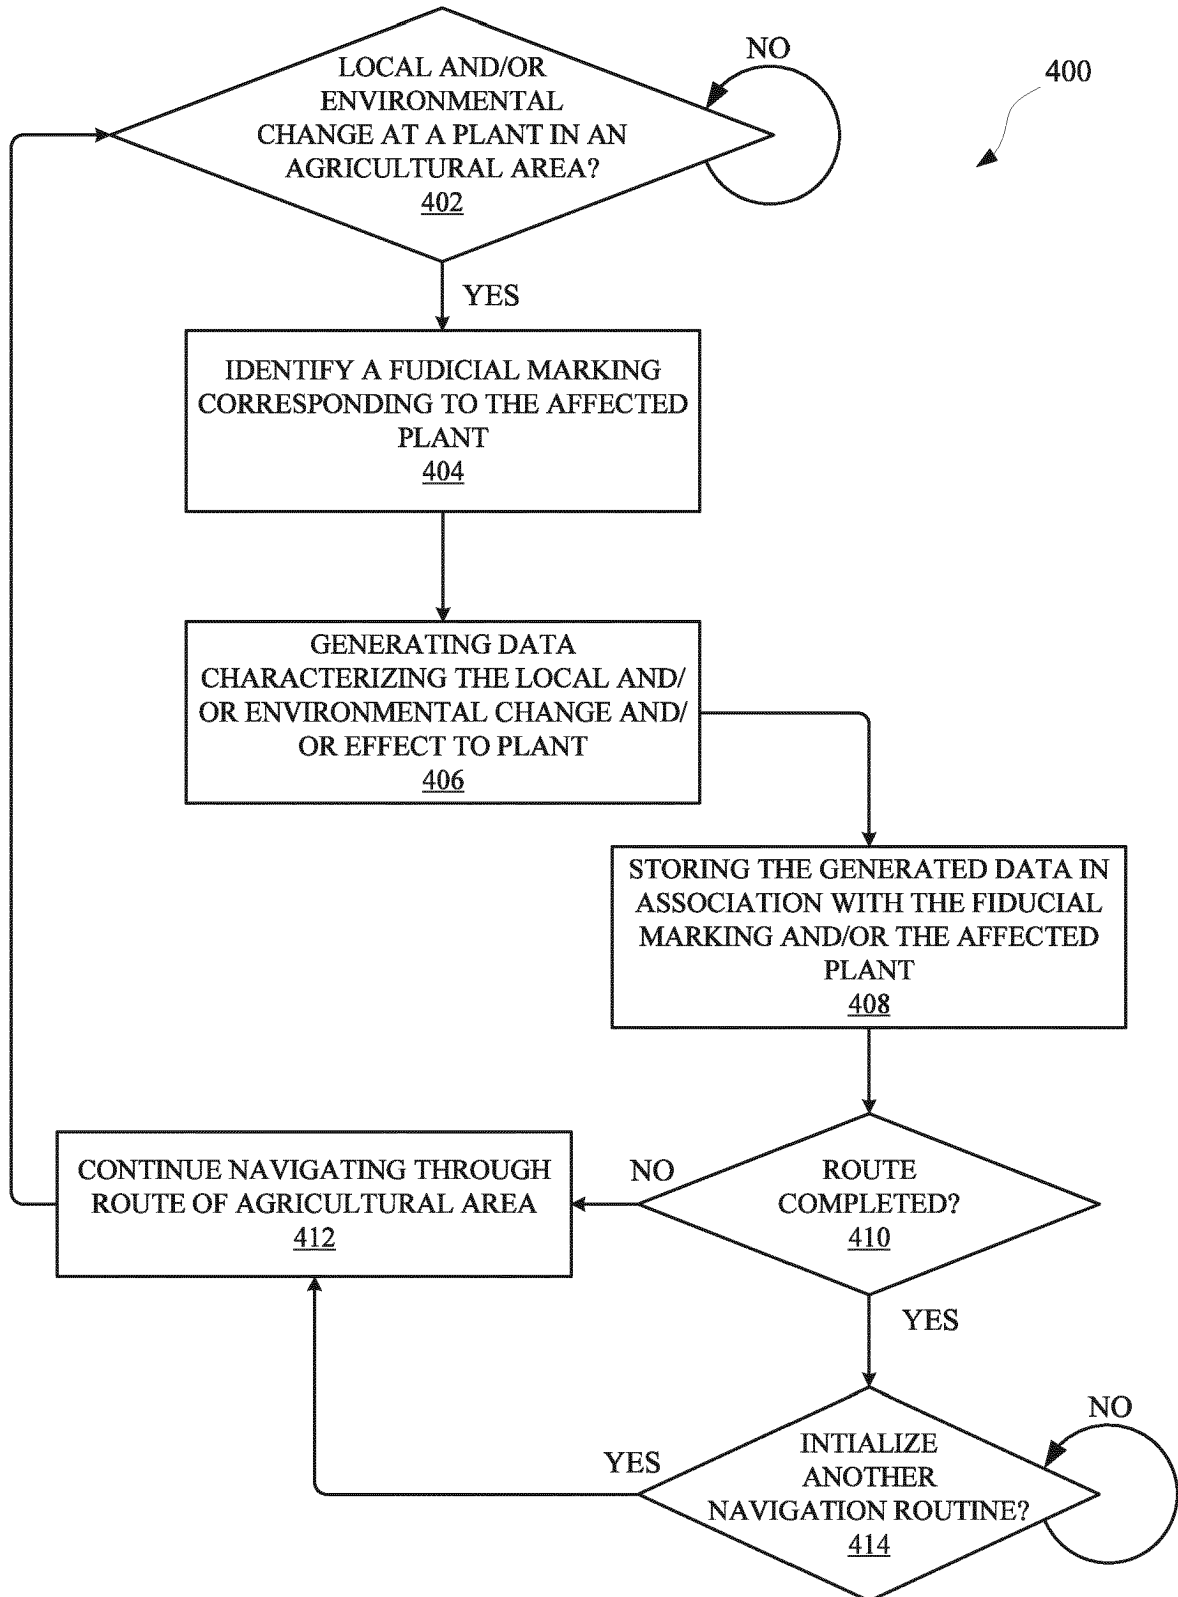 LOCAL AND/OR
ENVIRONMENTAL
CHANGE AT A PLANT IN AN
AGRICULTURAL AREA?
402
NO
400
YES
IDENTIFY A FUDICIAL MARKING
CORRESPONDING TO THE AFFECTED
PLANT
404
GENERATING DATA
CHARACTERIZING THE LOCAL AND/
OR ENVIRONMENTAL CHANGE AND/
OR EFFECT TO PLANT
406
STORING THE GENERATED DATA IN
ASSOCIATION WITH THE FIDUCIAL
MARKING AND/OR THE AFFECTED
PLANT
408
ROUTE
COMPLETED?
410
NO
CONTINUE NAVIGATING THROUGH
ROUTE OF AGRICULTURAL AREA
412
YES
INTIALIZE
ANOTHER
NAVIGATION ROUTINE?
414
YES
NO